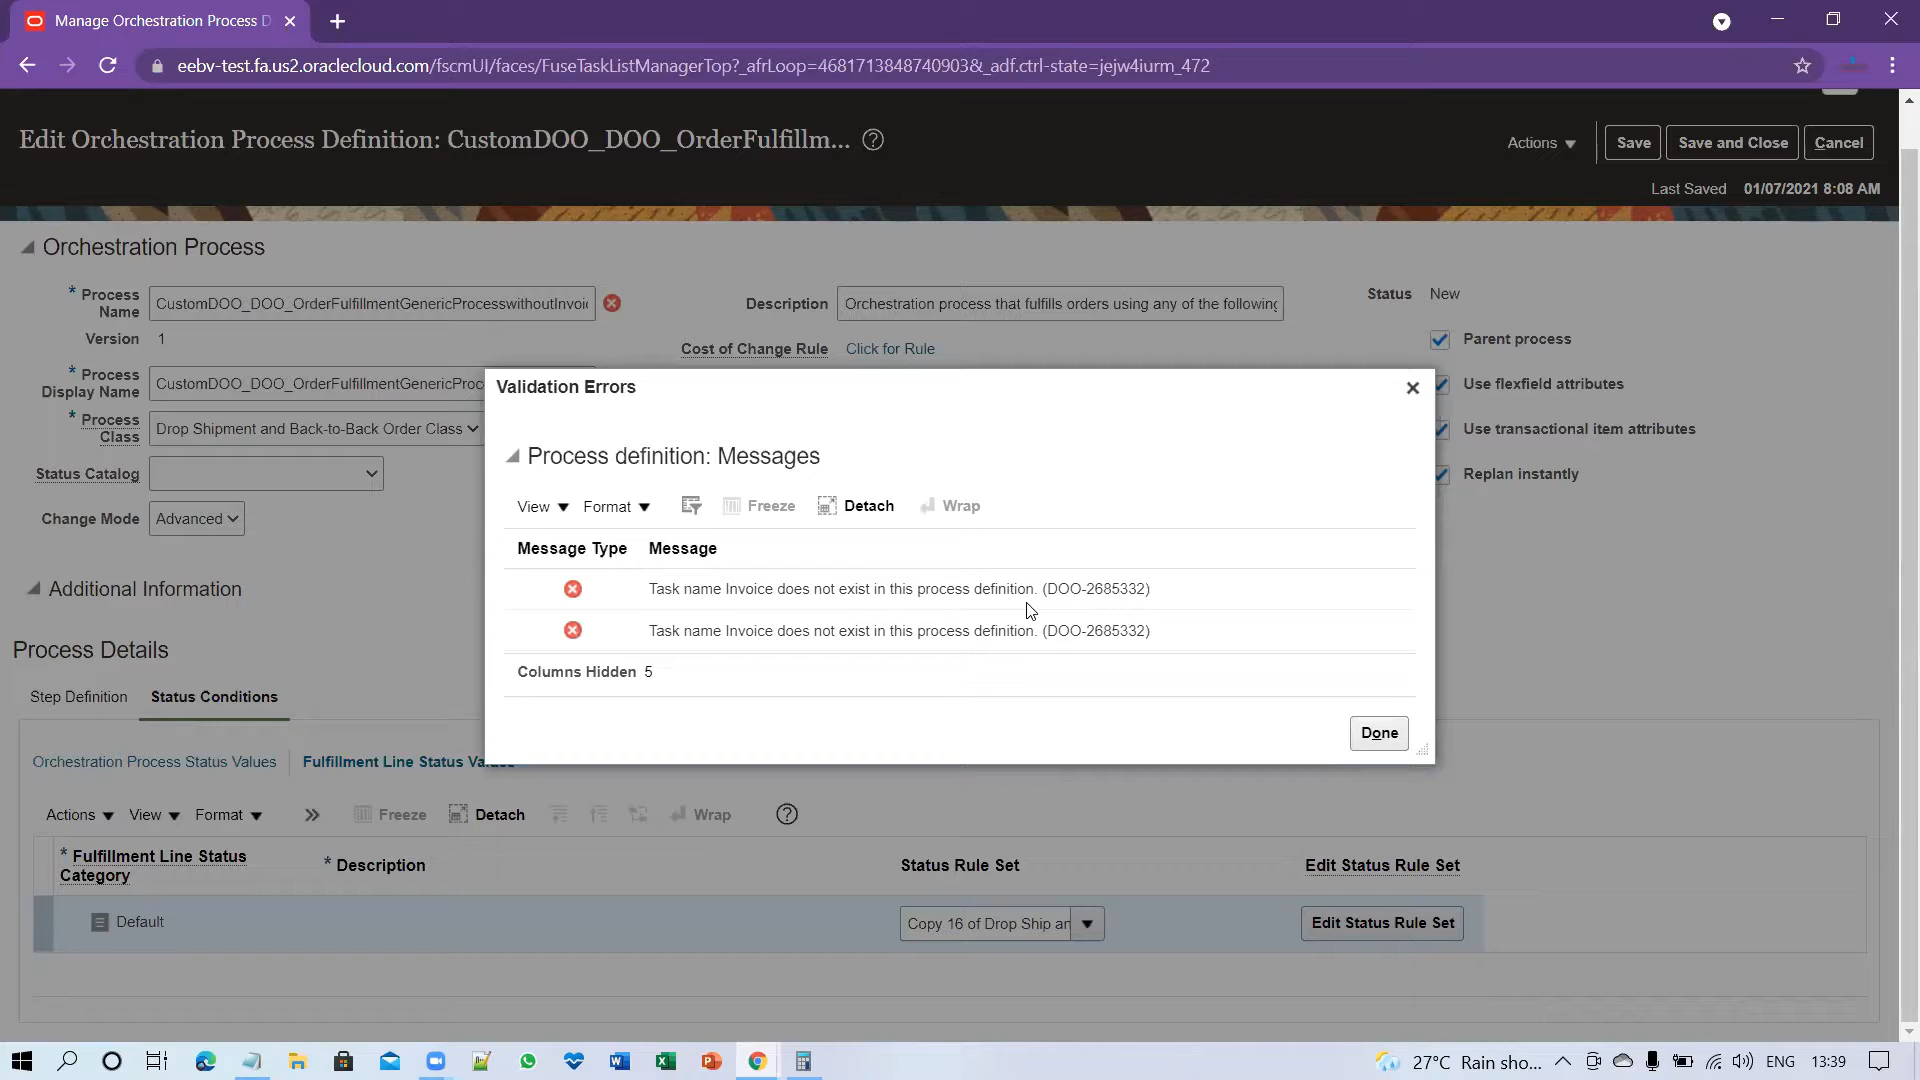 Manage Orchestration Process D
eebv-test.fa.us2.oraclecloud.com/fscmUI/faces/FuseTaskListManagerTop?_afrLoop=4681713848740903&_adf.ctrl-state=jejw4iurm_472
Edit Orchestration Process Definition: CustomDOO_DOO_OrderFulfillm...
Actions Save Save and Close Cancel
Last Saved 01/07/2021 8:08 AM
Orchestration Process
* Process Name CustomDOO_DOO_OrderFulfillmentGenericProcesswithoutInvoic
Description Orchestration process that fulfills orders using any of the following
Status New
Version 1
Parent process
Cost of Change Rule Click for Rule
* Process Display Name CustomDOO_DOO_OrderFulfillmentGenericProc
Use flexfield attributes
* Process Class Drop Shipment and Back-to-Back Order Class
Use transactional item attributes
Status Catalog
Replan instantly
Change Mode Advanced
Validation Errors
Process definition: Messages
View Format Freeze Detach Wrap
Message Type Message
Task name Invoice does not exist in this process definition. (DOO-2685332)
Task name Invoice does not exist in this process definition. (DOO-2685332)
Columns Hidden 5
Done
Additional Information
Process Details
Step Definition Status Conditions
Orchestration Process Status Values Fulfillment Line Status Values
Actions View Format Freeze Detach Wrap
* Fulfillment Line Status Category * Description Status Rule Set Edit Status Rule Set
Default Copy 16 of Drop Ship an Edit Status Rule Set
27°C Rain sho... ENG 13:39